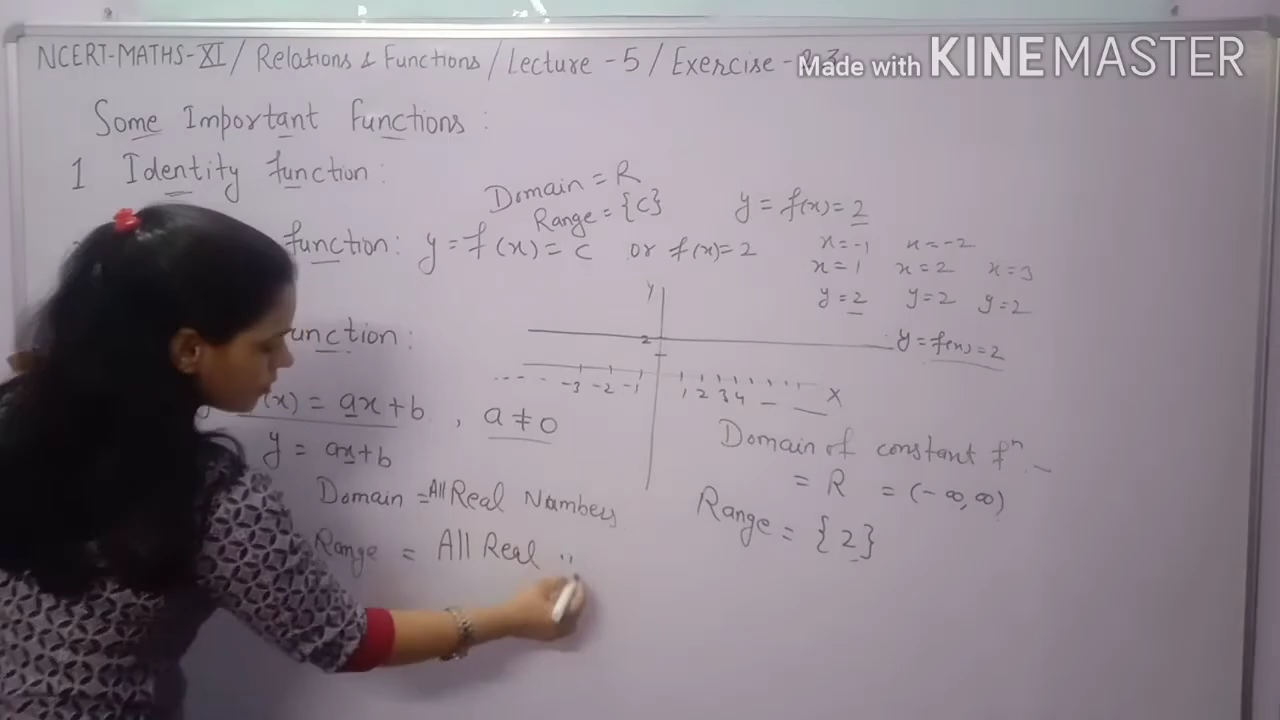 NCERT-MATHS-XI / Relations & Functions / Lecture - 5 / Exercise -
Made with KINEMASTER
Some Important Functions :
1 Identity function :
Domain = R
Range = {c}
function : y = f(x) = c or f(x) = 2
y = f(x) = 2
x = -1 x = -2
x = 1 x = 2 x = 3
y = 2 y = 2 y = 2
y = f(x) = 2
Y
2
-3 -2 -1 1 2 3 4 X
unction :
(x) = ax + b , a ≠ 0
y = ax + b
Domain = All Real Numbers
Range = All Real "
Domain of constant fⁿ
= R = (-∞, ∞)
Range = {2}